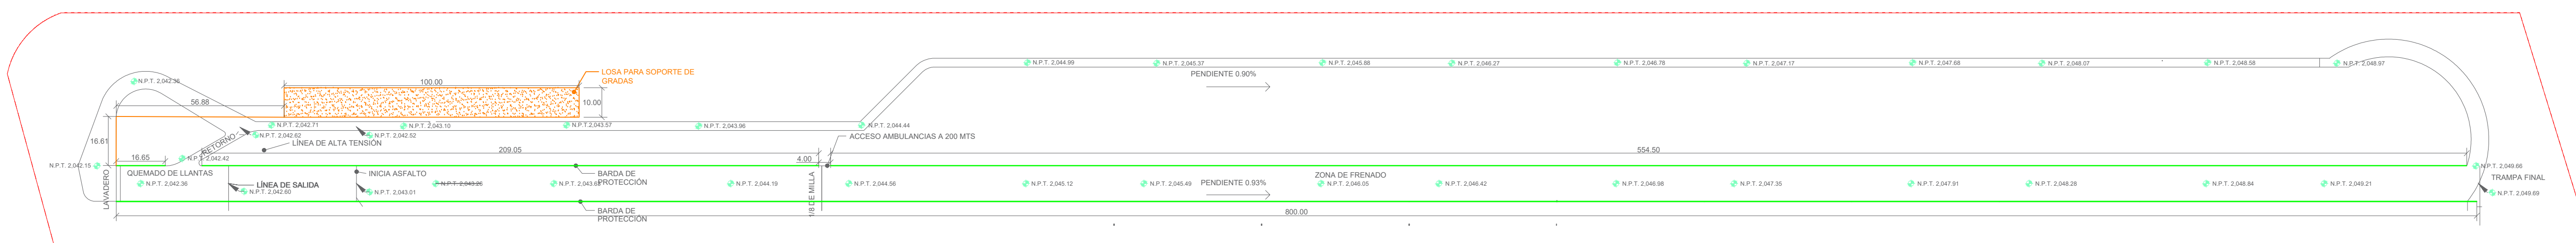 N.P.T. 2,042.36
56.88
100.00
LOSA PARA SOPORTE DE
GRADAS
10.00
N.P.T. 2,044.99
N.P.T. 2,045.37
PENDIENTE 0.90%
N.P.T. 2,045.88
N.P.T. 2,046.27
N.P.T. 2,046.78
N.P.T. 2,047.17
N.P.T. 2,047.68
N.P.T. 2,048.07
N.P.T. 2,048.58
N.P.T. 2,048.97
16.61
RETORNO
N.P.T. 2,042.71
N.P.T. 2,042.62
N.P.T. 2,042.52
N.P.T. 2,043.10
N.P.T. 2,043.57
N.P.T. 2,043.96
N.P.T. 2,044.44
ACCESO AMBULANCIAS A 200 MTS
LÍNEA DE ALTA TENSIÓN
N.P.T. 2,042.15
16.65
N.P.T. 2,042.42
209.05
4.00
554.50
N.P.T. 2,049.66
LAVADERO
QUEMADO DE LLANTAS
N.P.T. 2,042.36
LÍNEA DE SALIDA
N.P.T. 2,042.60
INICIA ASFALTO
N.P.T. 2,043.01
N.P.T. 2,043.26
BARDA DE
PROTECCIÓN
N.P.T. 2,044.19
1/8 DE MILLA
N.P.T. 2,044.56
N.P.T. 2,045.12
N.P.T. 2,045.49
PENDIENTE 0.93%
ZONA DE FRENADO
N.P.T. 2,046.05
N.P.T. 2,046.42
N.P.T. 2,046.98
N.P.T. 2,047.35
N.P.T. 2,047.91
N.P.T. 2,048.28
N.P.T. 2,048.84
N.P.T. 2,049.21
TRAMPA FINAL
N.P.T. 2,049.69
BARDA DE
PROTECCIÓN
800.00